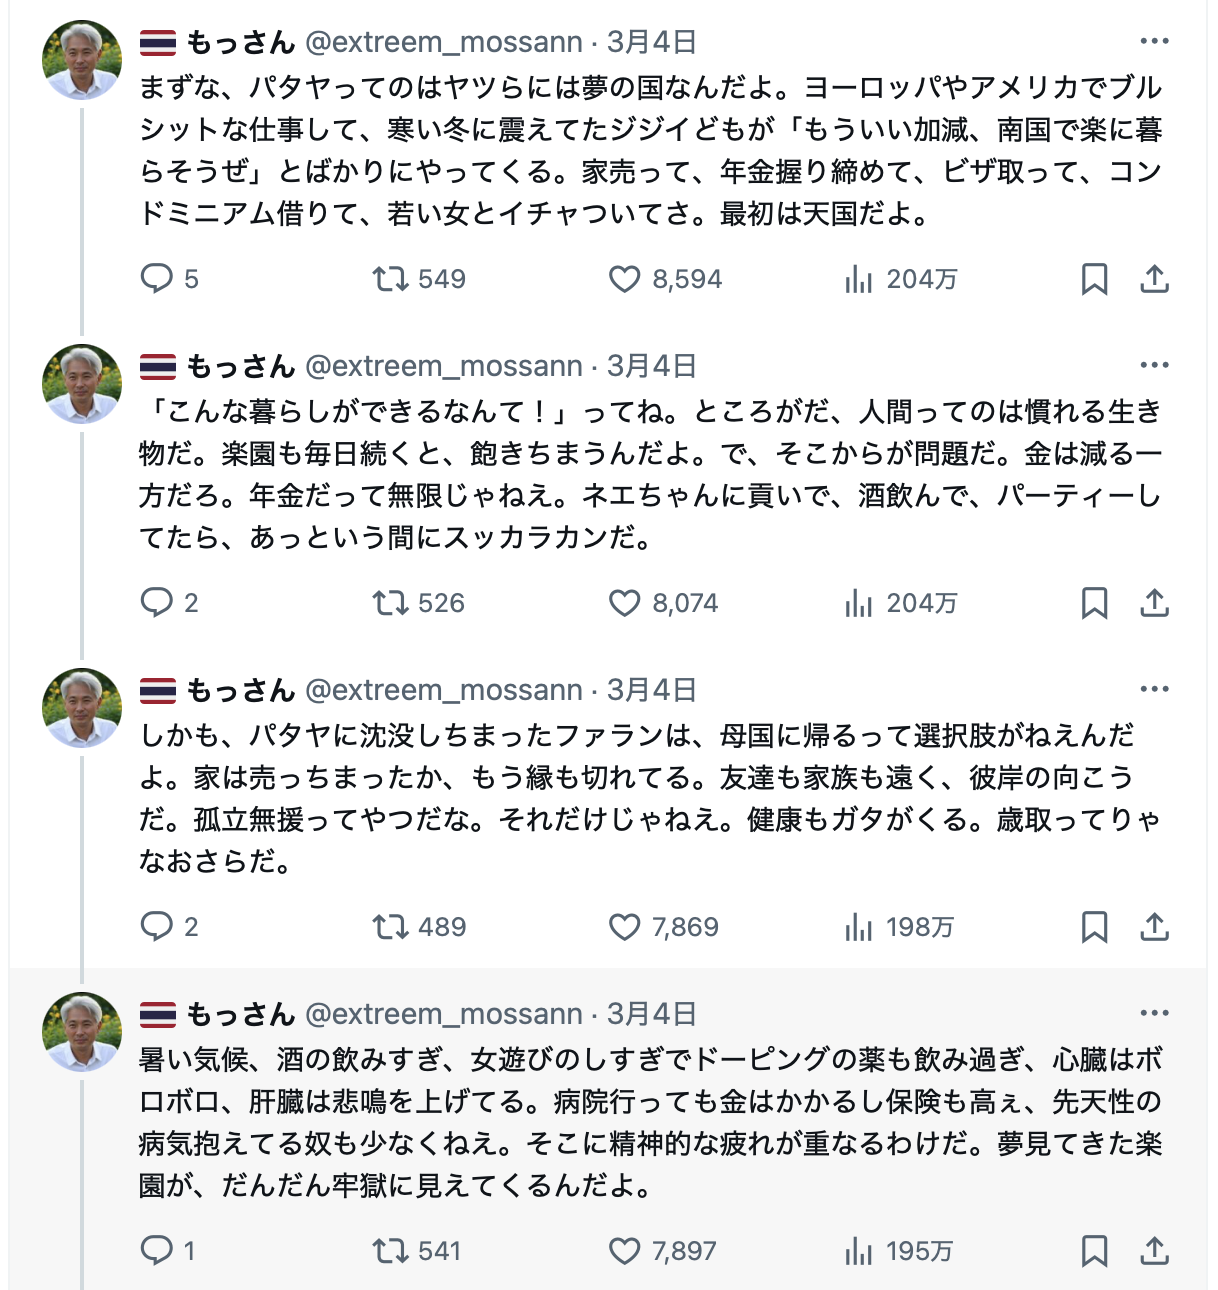 もっさん @extreem_mossann · 3月4日
まずな、パタヤってのはヤツらには夢の国なんだよ。ヨーロッパやアメリカでブル
シットな仕事して、寒い冬に震えてたジジイどもが「もういい加減、南国で楽に暮
らそうぜ」とばかりにやってくる。家売って、年金握り締めて、ビザ取って、コン
ドミニアム借りて、若い女とイチャついてさ。最初は天国だよ。
5 549 8,594 204万
もっさん @extreem_mossann · 3月4日
「こんな暮らしができるなんて！」ってね。ところがだ、人間ってのは慣れる生き
物だ。楽園も毎日続くと、飽きちまうんだよ。で、そこからが問題だ。金は減る一
方だろ。年金だって無限じゃねえ。ネエちゃんに貢いで、酒飲んで、パーティーし
てたら、あっという間にスッカラカンだ。
2 526 8,074 204万
もっさん @extreem_mossann · 3月4日
しかも、パタヤに沈没しちまったファランは、母国に帰るって選択肢がねえんだ
よ。家は売っちまったか、もう縁も切れてる。友達も家族も遠く、彼岸の向こう
だ。孤立無援ってやつだな。それだけじゃねえ。健康もガタがくる。歳取ってりゃ
なおさらだ。
2 489 7,869 198万
もっさん @extreem_mossann · 3月4日
暑い気候、酒の飲みすぎ、女遊びのしすぎでドーピングの薬も飲み過ぎ、心臓はボ
ロボロ、肝臓は悲鳴を上げてる。病院行っても金はかかるし保険も高ぇ、先天性の
病気抱えてる奴も少なくねえ。そこに精神的な疲れが重なるわけだ。夢見てきた楽
園が、だんだん牢獄に見えてくるんだよ。
1 541 7,897 195万